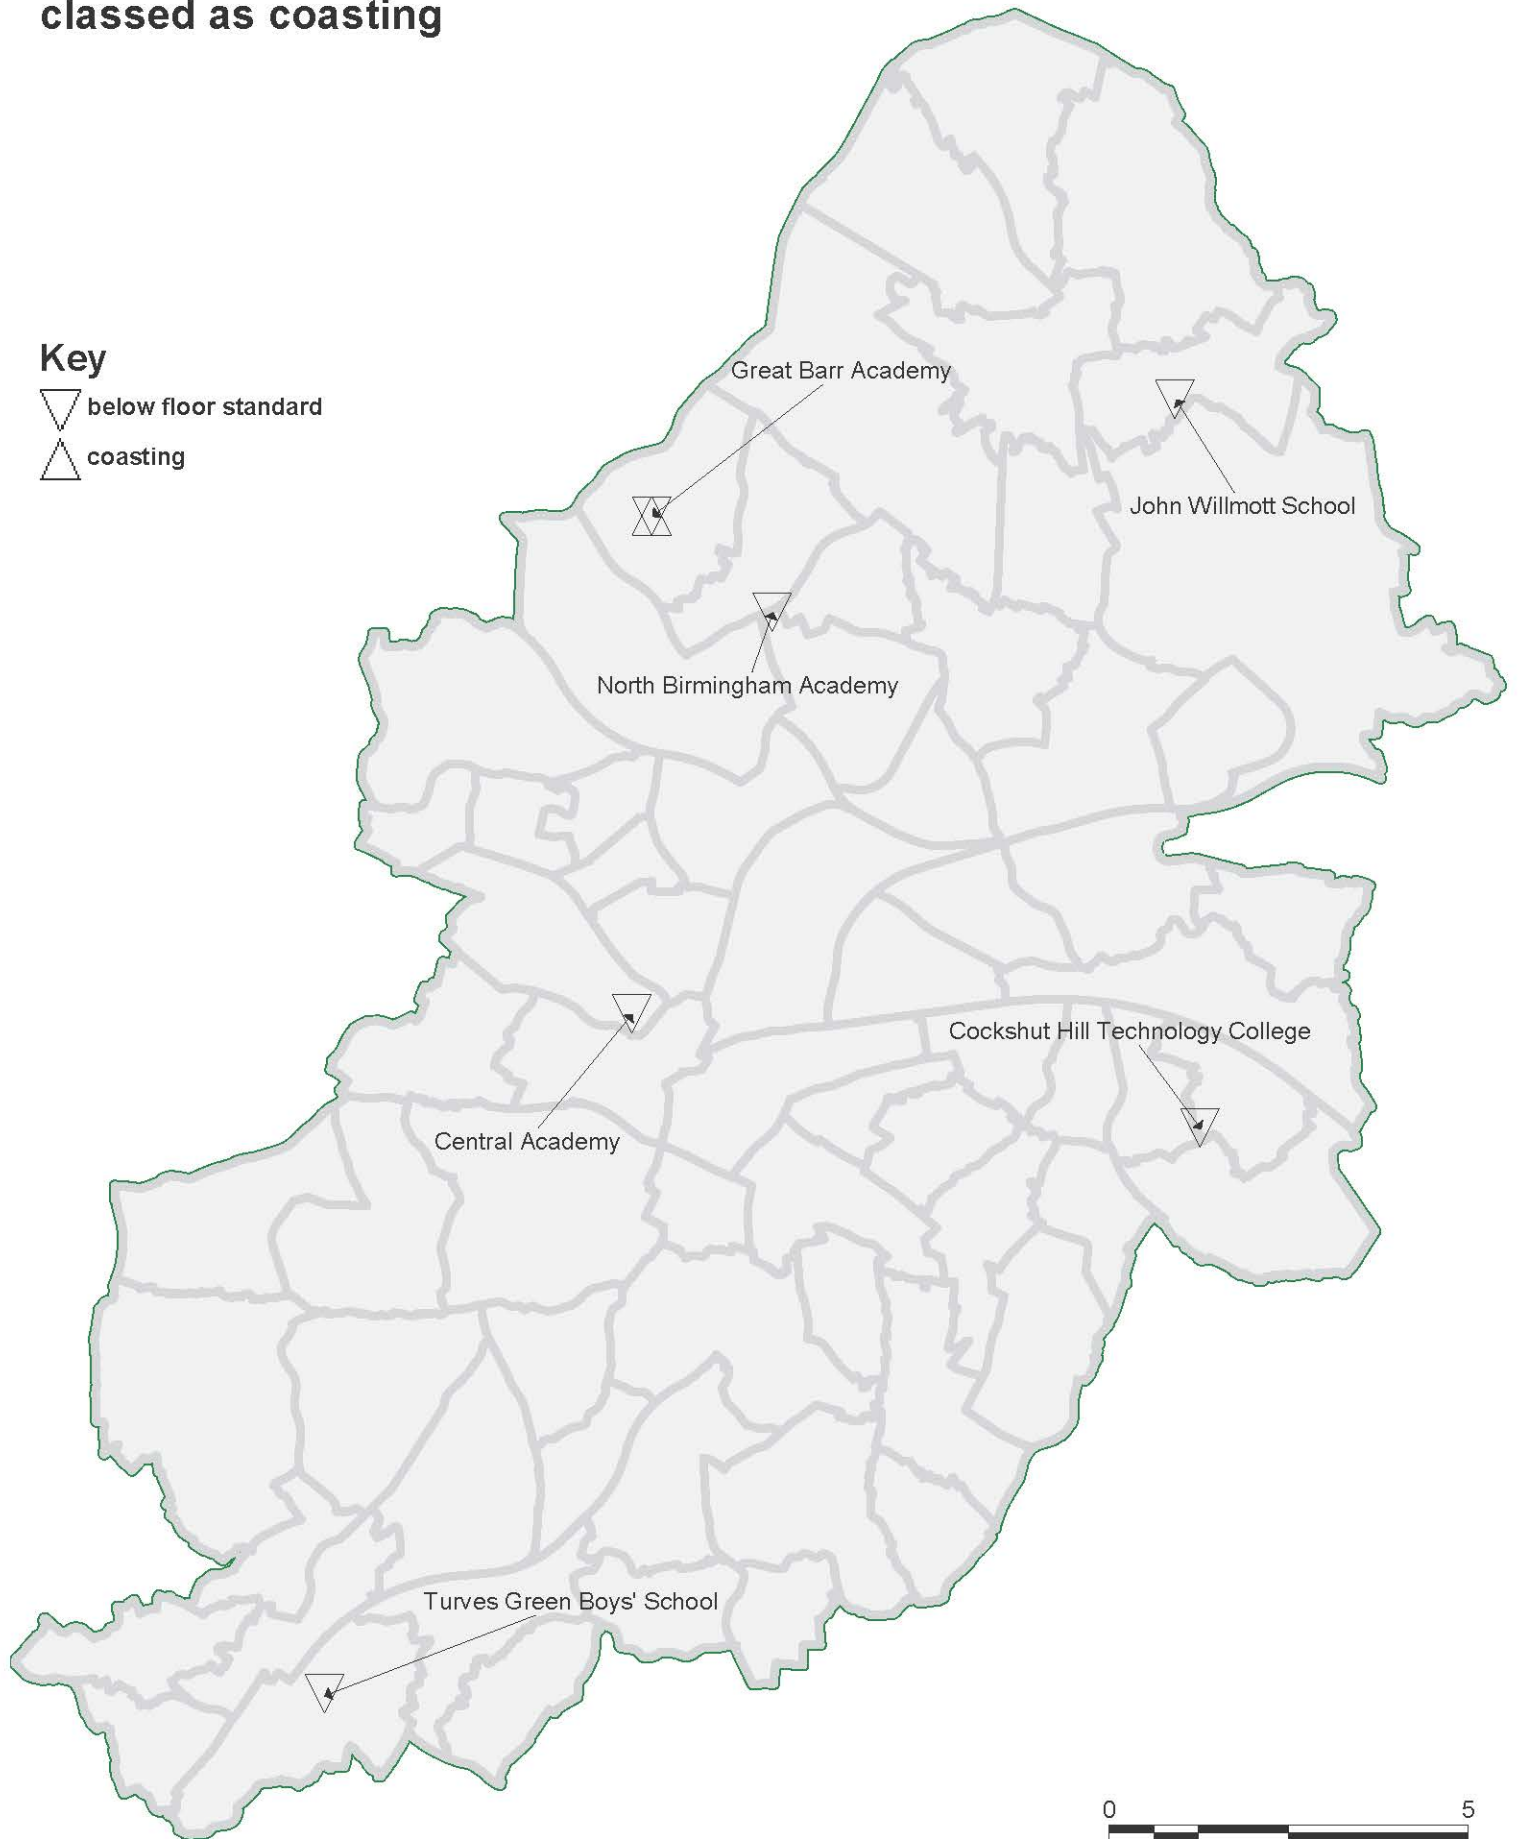 classed as coasting
Key
below floor standard
coasting
Great Barr Academy
John Willmott School
North Birmingham Academy
Cockshut Hill Technology College
Central Academy
Turves Green Boys' School
0 5